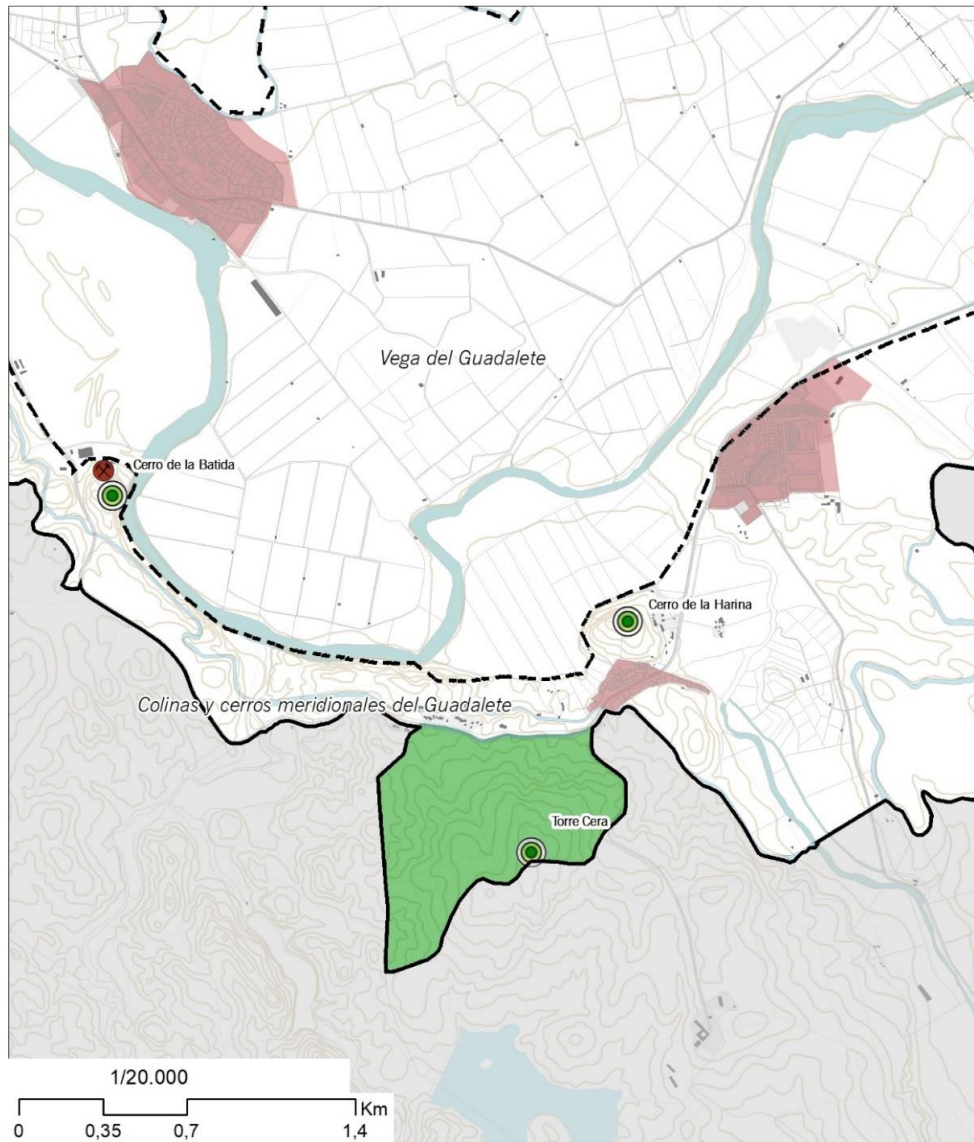 Vega del Guadalete
Cerro de la Batida
Cerro de la Harina
Colinas y cerros meridionales del Guadalete
Torre Cera
1/20.000
Km
0 0,35 0,7 1,4